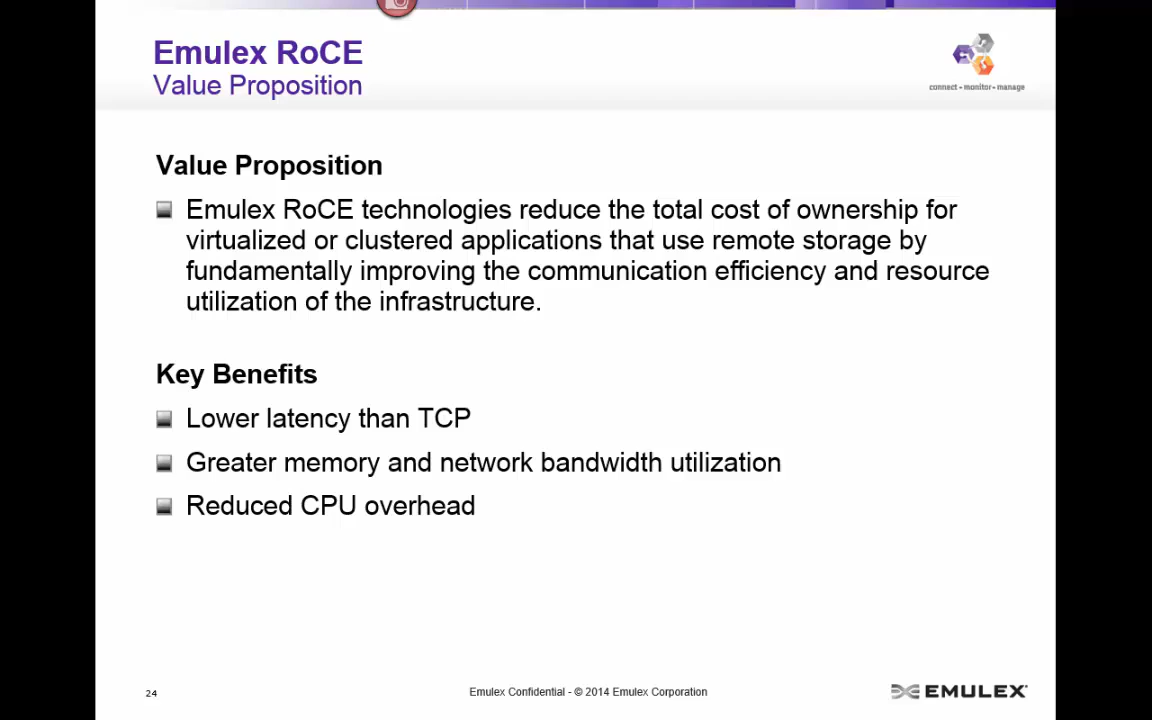 Emulex RoCE
Value Proposition
connect • monitor • manage
Value Proposition
Emulex RoCE technologies reduce the total cost of ownership for
virtualized or clustered applications that use remote storage by
fundamentally improving the communication efficiency and resource
utilization of the infrastructure.
Key Benefits
Lower latency than TCP
Greater memory and network bandwidth utilization
Reduced CPU overhead
24
Emulex Confidential - © 2014 Emulex Corporation
EMULEX®